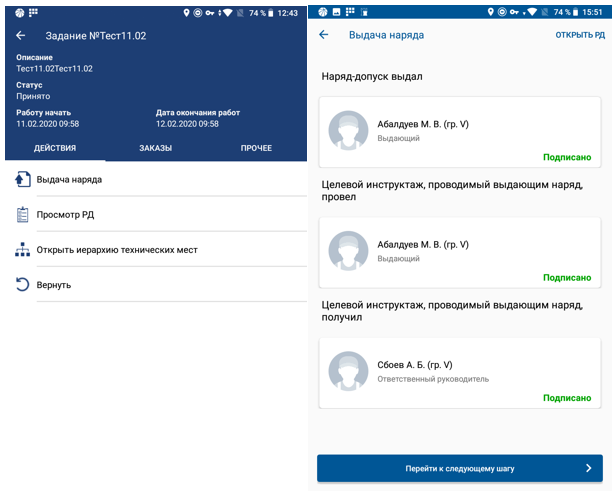 74 % 12:43
Задание №Тест11.02
Описание
Тест11.02Тест11.02
Статус
Принято
Работу начать Дата окончания работ
11.02.2020 09:58 12.02.2020 09:58
ДЕЙСТВИЯ ЗАКАЗЫ ПРОЧЕЕ
Выдача наряда
Просмотр РД
Открыть иерархию технических мест
Вернуть
74 % 15:51
Выдача наряда ОТКРЫТЬ РД
Наряд-допуск выдал
Абалдуев М. В. (гр. V)
Выдающий
Подписано
Целевой инструктаж, проводимый выдающим наряд,
провел
Абалдуев М. В. (гр. V)
Выдающий
Подписано
Целевой инструктаж, проводимый выдающим наряд,
получил
Сбоев А. Б. (гр. V)
Ответственный руководитель
Подписано
Перейти к следующему шагу